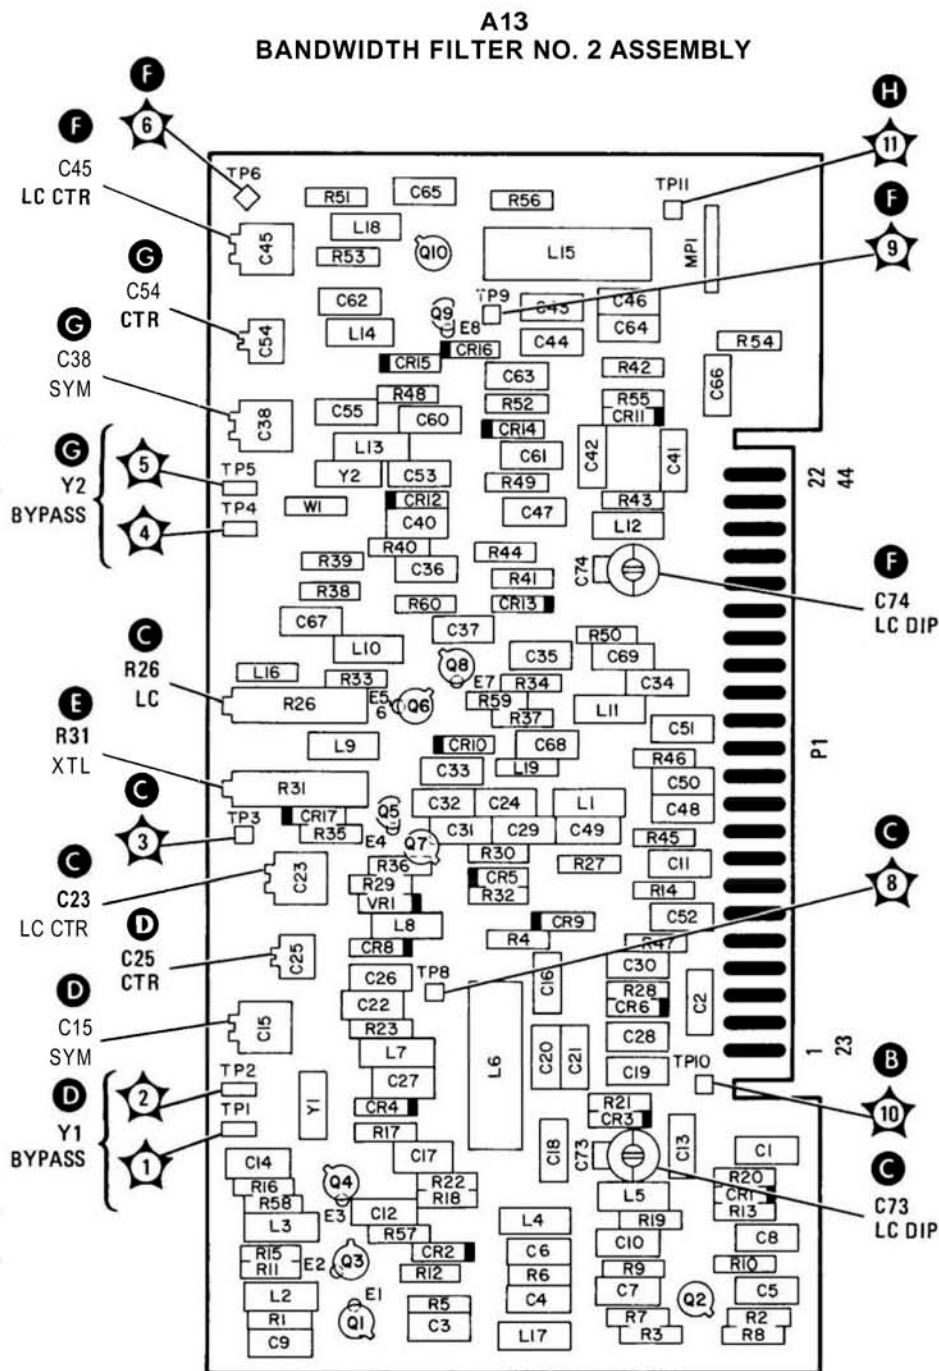 A13
BANDWIDTH FILTER NO. 2 ASSEMBLY
F
6
F
C45
LC CTR
G
C54
CTR
G
C38
SYM
G
Y2
BYPASS
5
4
C
R26
LC
E
R31
XTL
C
3
C
C23
LC CTR
D
C25
CTR
D
C15
SYM
D
Y1
BYPASS
2
1
H
11
F
9
F
C74
LC DIP
C
8
B
10
C
C73
LC DIP
22
44
P1
1
23
TP6
R51
C65
R56
TP11
L18
C45
R53
Q10
L15
MP1
C62
Q9
TP9
C43
C46
C54
L14
E8
C64
CR16
C44
R54
CR15
C63
R42
C66
R48
C55
R52
R55
C38
C60
CR14
CR11
L13
C61
C42
C41
TP5
Y2
C53
R49
W1
CR12
R43
TP4
C40
C47
L12
R40
R44
R39
C36
R41
C74
R38
R60
CR13
C67
C37
R50
L10
C35
C69
L16
R33
Q8
R34
C34
E7
R26
E5
6
Q6
R59
L11
R37
C51
L9
CR10
C68
R46
C33
L19
C50
R31
C32
C24
L1
C48
CR17
Q5
TP3
R35
C31
C29
C49
R45
E4
Q7
R30
C11
R36
R27
C23
R29
CR5
R14
VR1
R32
L8
CR9
C52
CR8
R4
R47
C25
C26
TP8
C16
C30
C22
R28
C2
C15
R23
CR6
L7
L6
C20
C21
C28
TP2
C27
C19
TP10
Y1
CR4
R21
TP1
CR3
R17
C18
C73
C13
C1
C14
C17
R20
R16
Q4
R22
CR1
R58
R18
L5
R13
L3
E3
C12
L4
R19
R57
C10
C8
R15
CR2
C6
R11
E2
Q3
R12
R6
R9
R10
L2
E1
C4
C7
Q2
C5
R1
Q1
R5
R7
R2
C9
C3
L17
R3
R8